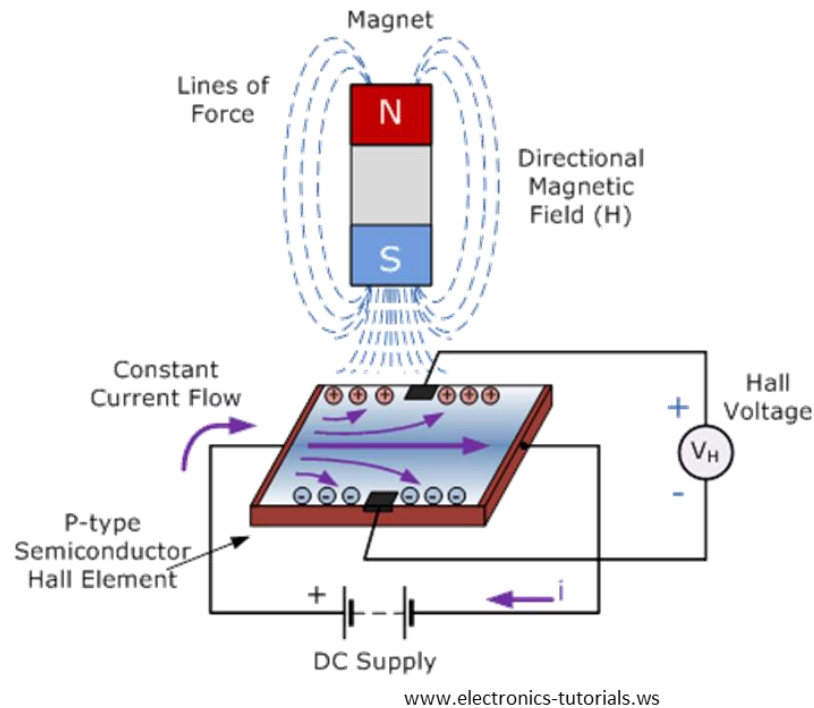 Magnet
Lines of
Force
N
Directional
Magnetic
Field (H)
S
Constant
Current Flow
Hall
Voltage
+
VH
-
P-type
Semiconductor
Hall Element
+
i
DC Supply
www.electronics-tutorials.ws